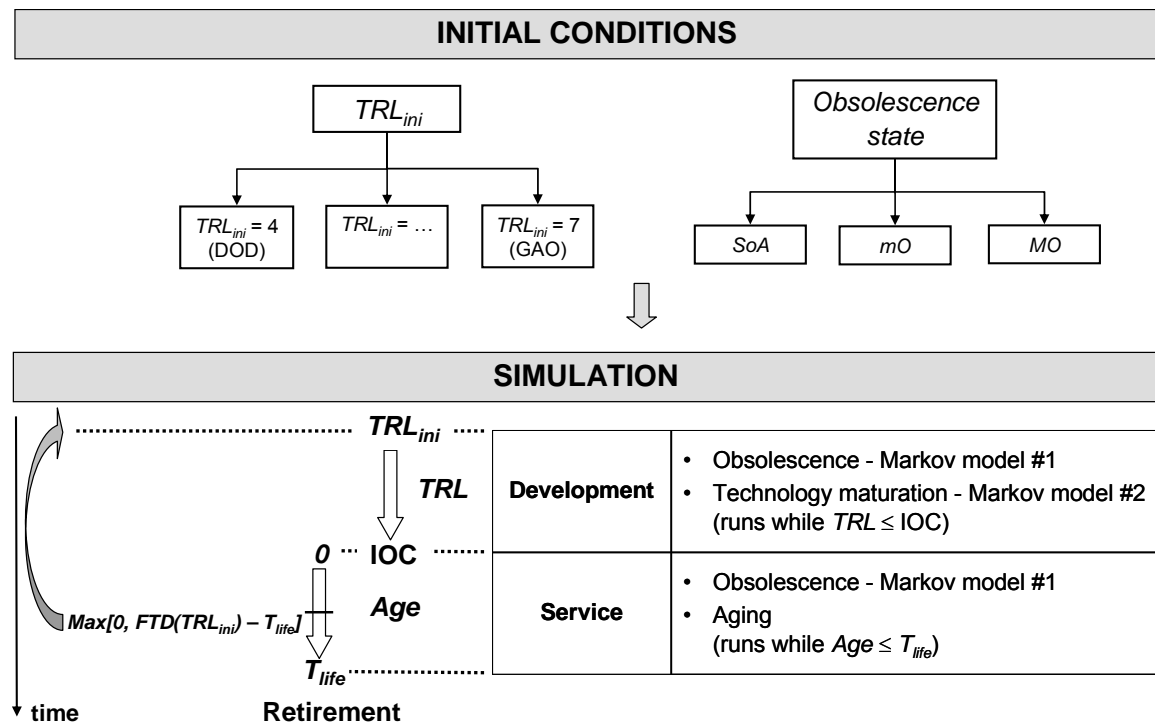 INITIAL CONDITIONS
TRLini
Obsolescence
state
TRLini = 4
(DOD)
TRLini = …
TRLini = 7
(GAO)
SoA
mO
MO
SIMULATION
TRLini
TRL
0
IOC
Age
Max[0, FTD(TRLini) – Tlife]
Tlife
time
Retirement
Development
• Obsolescence - Markov model #1
• Technology maturation - Markov model #2
(runs while TRL ≤ IOC)
Service
• Obsolescence - Markov model #1
• Aging
(runs while Age ≤ Tlife)